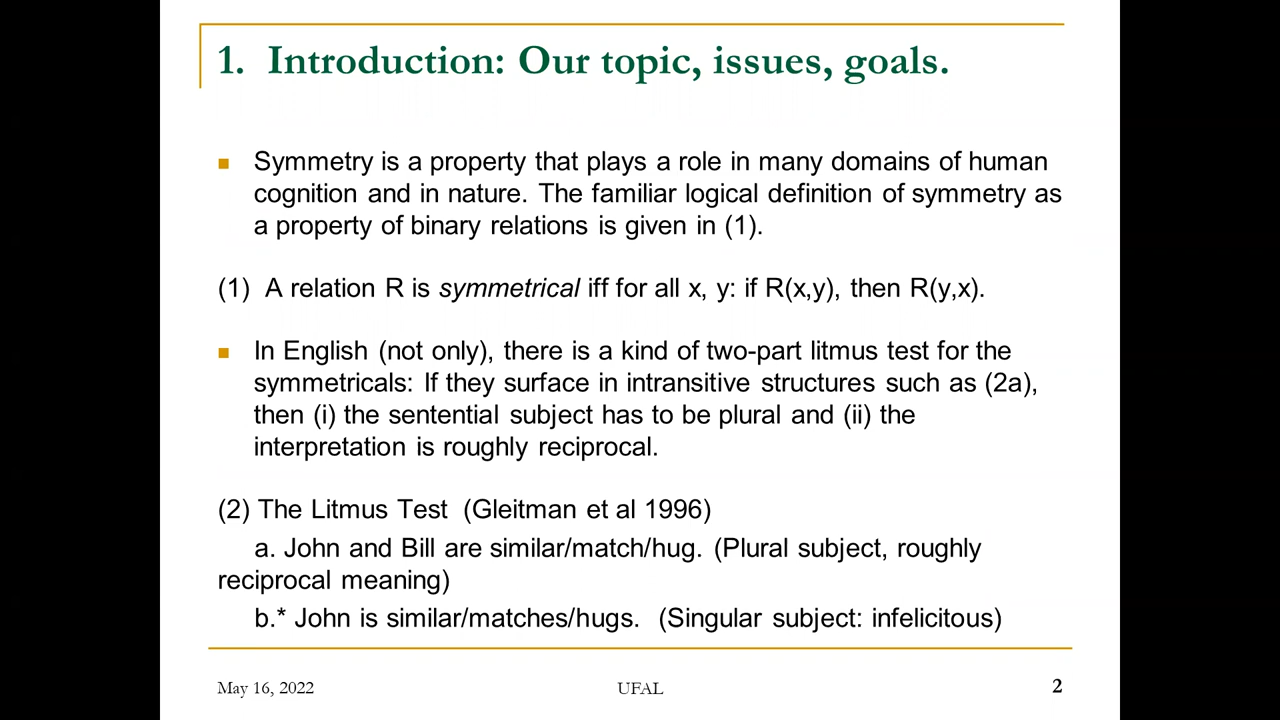 1. Introduction: Our topic, issues, goals.
Symmetry is a property that plays a role in many domains of human
cognition and in nature. The familiar logical definition of symmetry as
a property of binary relations is given in (1).
(1) A relation R is symmetrical iff for all x, y: if R(x,y), then R(y,x).
In English (not only), there is a kind of two-part litmus test for the
symmetricals: If they surface in intransitive structures such as (2a),
then (i) the sentential subject has to be plural and (ii) the
interpretation is roughly reciprocal.
(2) The Litmus Test (Gleitman et al 1996)
a. John and Bill are similar/match/hug. (Plural subject, roughly
reciprocal meaning)
b.* John is similar/matches/hugs. (Singular subject: infelicitous)
May 16, 2022 UFAL 2